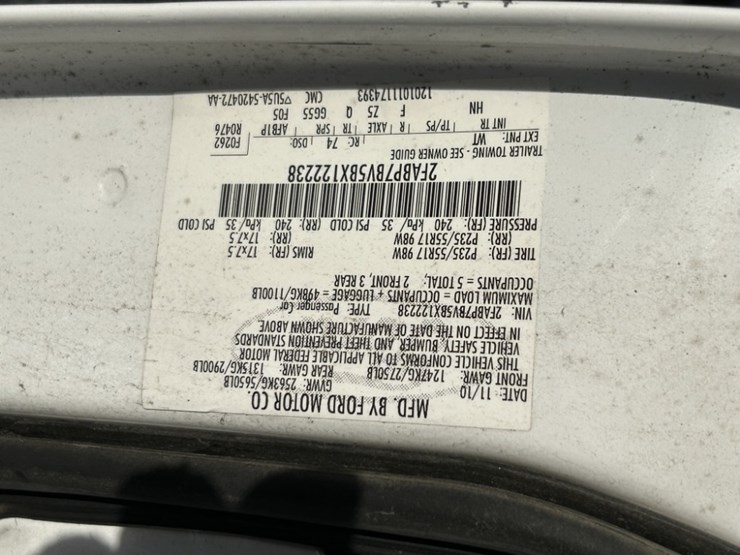 MFD. BY FORD MOTOR CO.
DATE: 11/10 GVWR: 2563KG/5650LB
FRONT GAWR: 1247KG/2750LB REAR GAWR: 1315KG/2900LB
THIS VEHICLE CONFORMS TO ALL APPLICABLE FEDERAL MOTOR
VEHICLE SAFETY, BUMPER, AND THEFT PREVENTION STANDARDS
IN EFFECT ON THE DATE OF MANUFACTURE SHOWN ABOVE
VIN: 2FABP7BV5BX122238 TYPE: Passenger Car
MAXIMUM LOAD = OCCUPANTS + LUGGAGE = 498KG/1100LB
OCCUPANTS = 5 TOTAL, 2 FRONT, 3 REAR
TIRE (FR): P235/55R17 98W RIMS (FR): 17x7.5
(RR): P235/55R17 98W (RR): 17x7.5
PRESSURE (FR): 240 kPa/ 35 PSI COLD (RR): 240 kPa/ 35 PSI COLD
2FABP7BV5BX122238
TRAILER TOWING - SEE OWNER GUIDE
EXT PNT: WT RC: 74 DSO: F0262
INT TR TP/PS R AXLE TR SPR AFB1P R0476
HN F Z5 Q GG55 F05
1201011174393 CMC ▽5U5A-5420472-AA